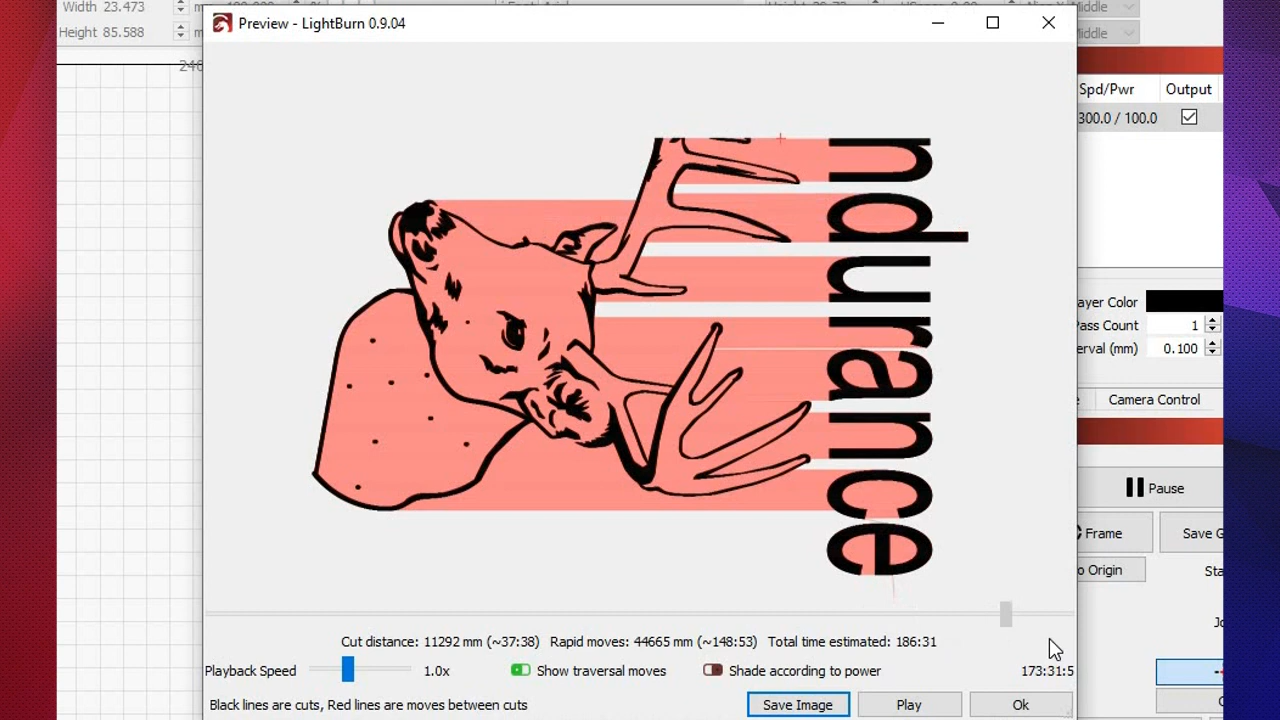 Width 23.473
Height 85.588
Preview - LightBurn 0.9.04
Middle
Middle
Spd/Pwr Output
300.0 / 100.0
ndurance
ayer Color
Pass Count 1
erval (mm) 0.100
Camera Control
Pause
Frame
Save G
o Origin
Sta
Jo
Cut distance: 11292 mm (~37:38) Rapid moves: 44665 mm (~148:53) Total time estimated: 186:31
Playback Speed 1.0x Show traversal moves Shade according to power 173:31:5
Black lines are cuts, Red lines are moves between cuts Save Image Play Ok